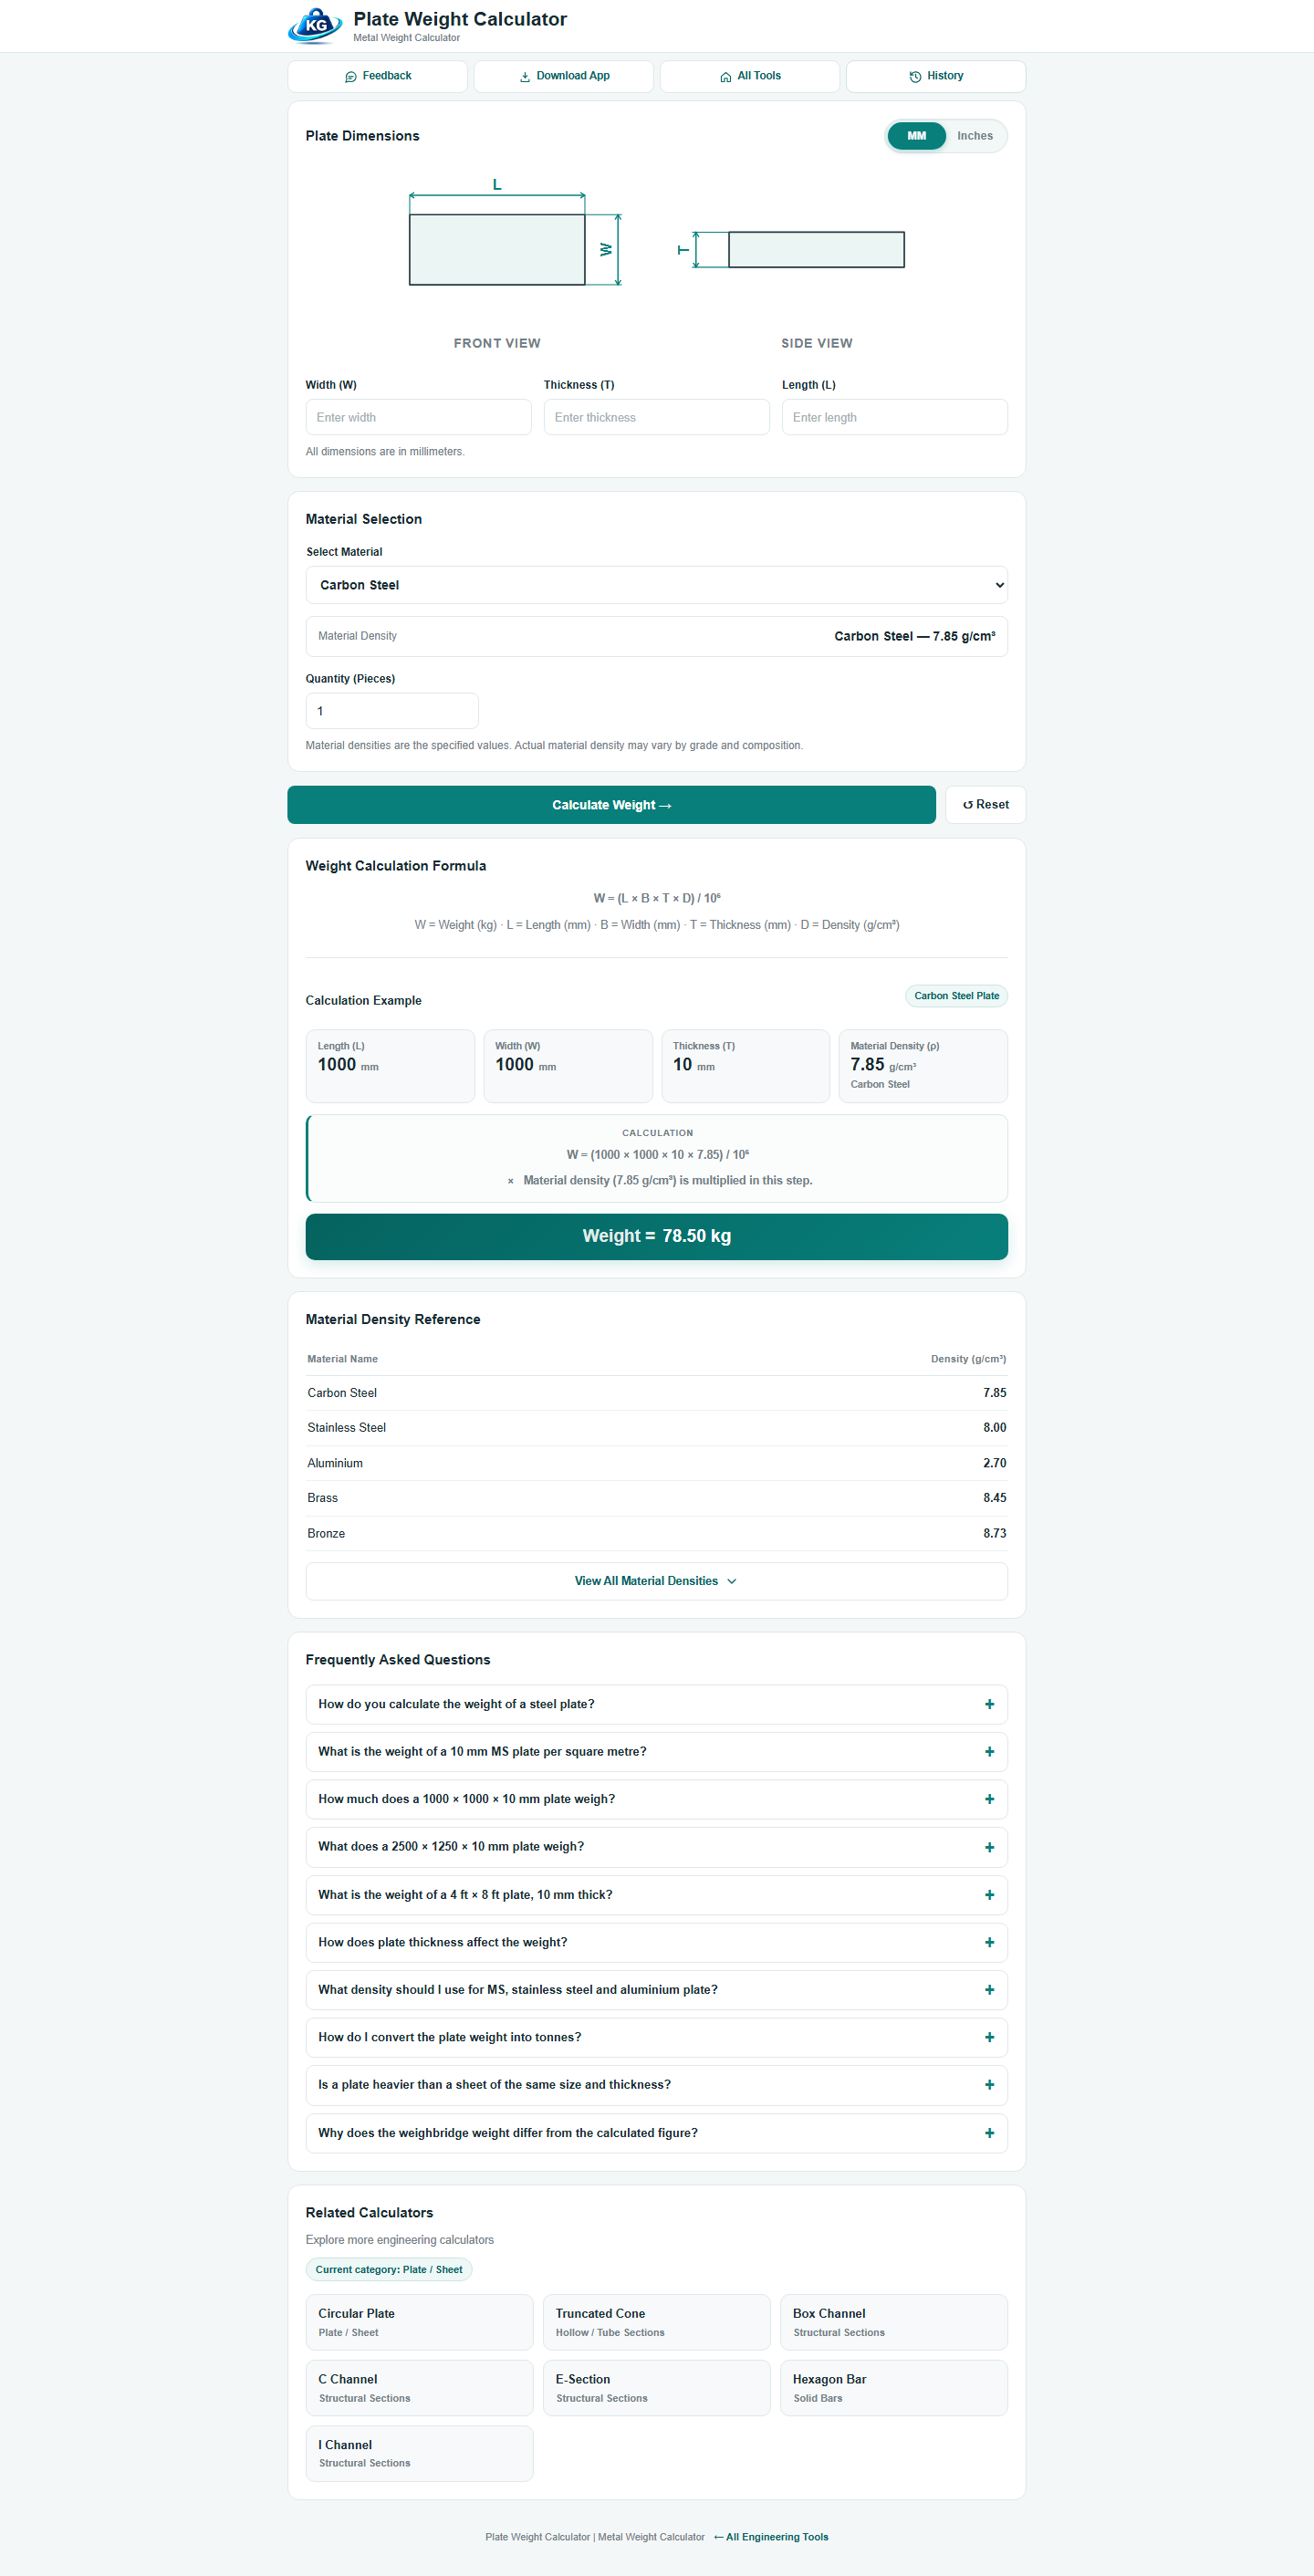 KG
Plate Weight Calculator
Metal Weight Calculator
Feedback
Download App
All Tools
History
Plate Dimensions
MM
Inches
L
W
T
FRONT VIEW
SIDE VIEW
Width (W)
Thickness (T)
Length (L)
Enter width
Enter thickness
Enter length
All dimensions are in millimeters.
Material Selection
Select Material
Carbon Steel
Material Density
Carbon Steel — 7.85 g/cm³
Quantity (Pieces)
1
Material densities are the specified values. Actual material density may vary by grade and composition.
Calculate Weight →
↺ Reset
Weight Calculation Formula
W = (L × B × T × D) / 10⁶
W = Weight (kg) · L = Length (mm) · B = Width (mm) · T = Thickness (mm) · D = Density (g/cm³)
Calculation Example
Carbon Steel Plate
Length (L)
1000 mm
Width (W)
1000 mm
Thickness (T)
10 mm
Material Density (ρ)
7.85 g/cm³
Carbon Steel
CALCULATION
W = (1000 × 1000 × 10 × 7.85) / 10⁶
× Material density (7.85 g/cm³) is multiplied in this step.
Weight = 78.50 kg
Material Density Reference
Material Name
Density (g/cm³)
Carbon Steel
7.85
Stainless Steel
8.00
Aluminium
2.70
Brass
8.45
Bronze
8.73
View All Material Densities
Frequently Asked Questions
How do you calculate the weight of a steel plate?
+
What is the weight of a 10 mm MS plate per square metre?
+
How much does a 1000 × 1000 × 10 mm plate weigh?
+
What does a 2500 × 1250 × 10 mm plate weigh?
+
What is the weight of a 4 ft × 8 ft plate, 10 mm thick?
+
How does plate thickness affect the weight?
+
What density should I use for MS, stainless steel and aluminium plate?
+
How do I convert the plate weight into tonnes?
+
Is a plate heavier than a sheet of the same size and thickness?
+
Why does the weighbridge weight differ from the calculated figure?
+
Related Calculators
Explore more engineering calculators
Current category: Plate / Sheet
Circular Plate
Plate / Sheet
Truncated Cone
Hollow / Tube Sections
Box Channel
Structural Sections
C Channel
Structural Sections
E-Section
Structural Sections
Hexagon Bar
Solid Bars
I Channel
Structural Sections
Plate Weight Calculator | Metal Weight Calculator ← All Engineering Tools